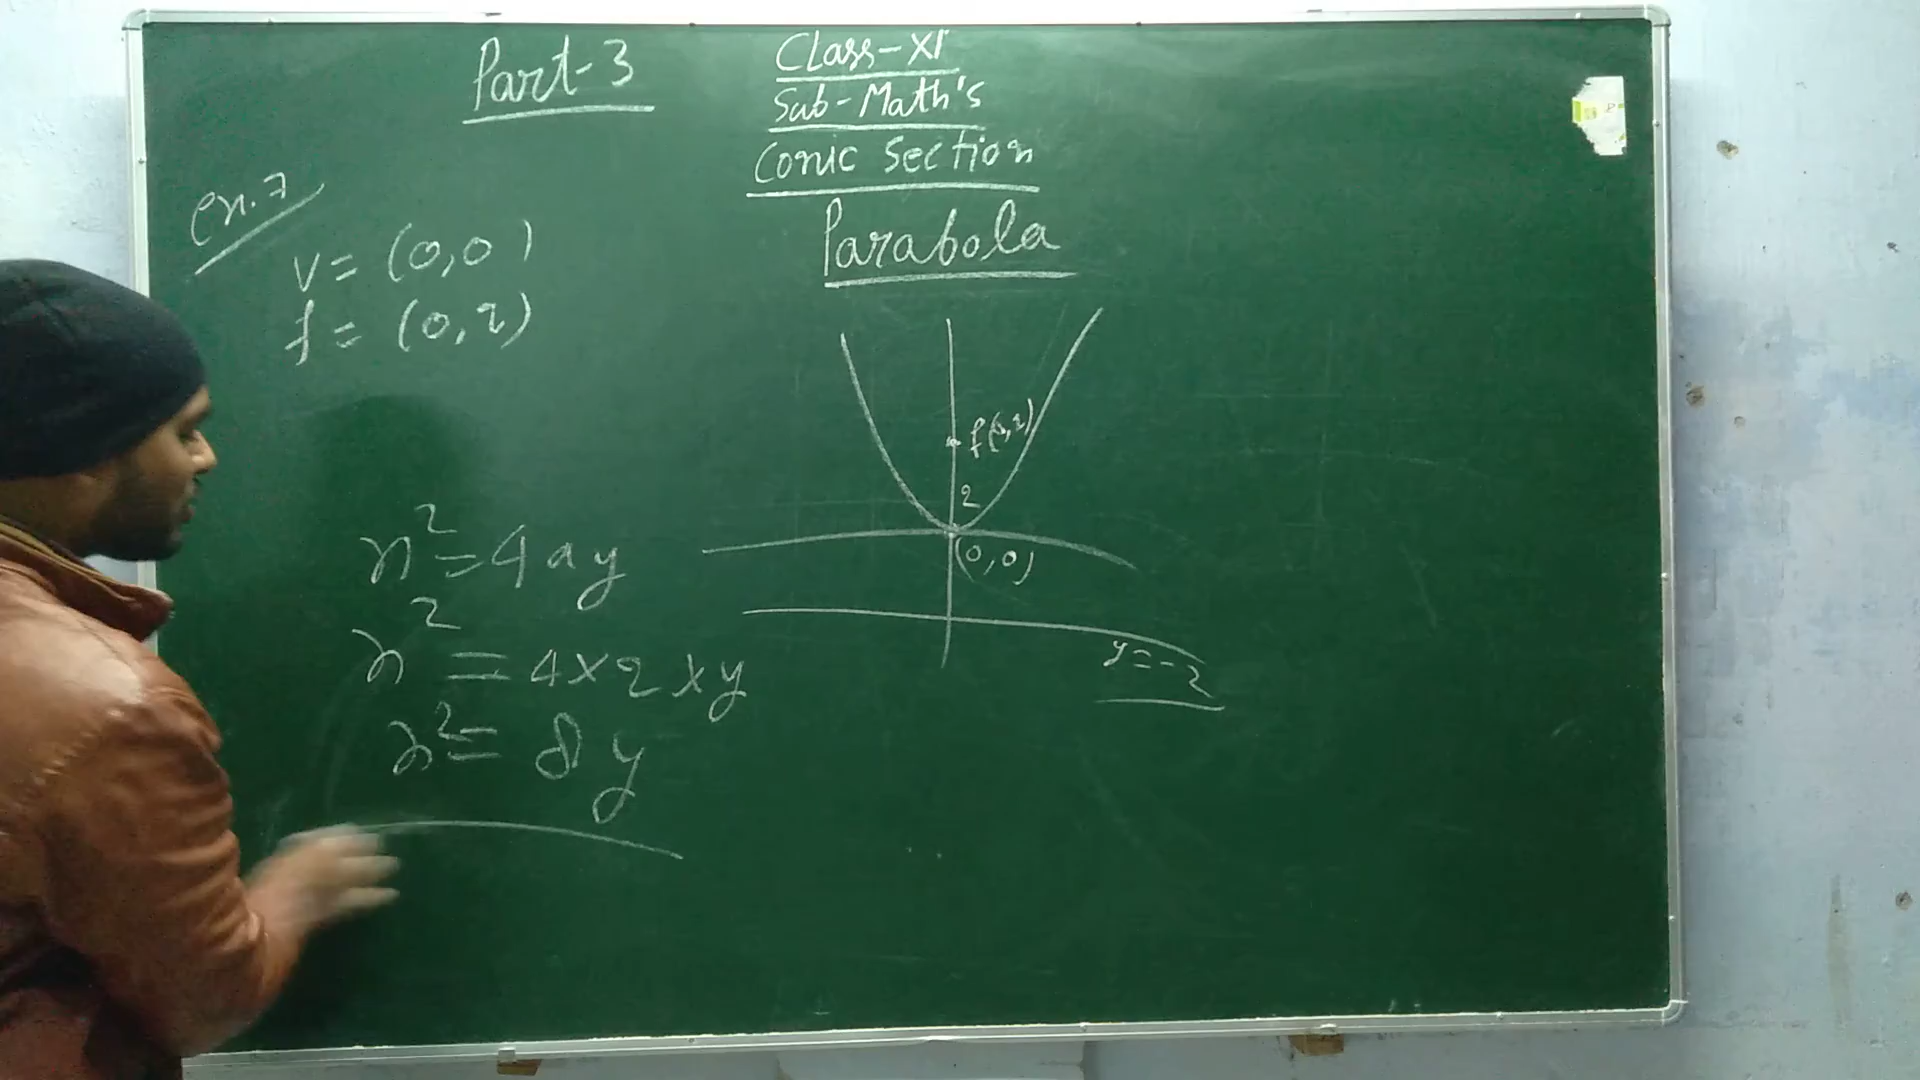 Part-3
Class-XI
Sub-Math's
Conic Section
Parabola
Ex.7
V = (0,0)
f = (0,2)
x² = 4ay
x² = 4×2×y
x² = 8y
f(0,2)
2
(0,0)
y=-2